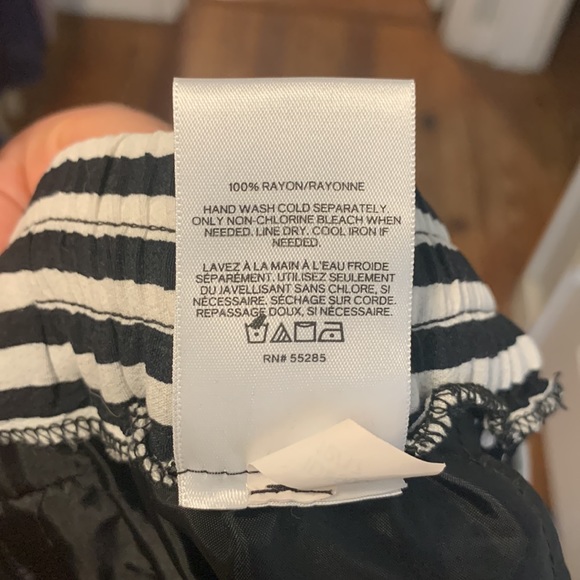 100% RAYON/RAYONNE
HAND WASH COLD SEPARATELY
ONLY NON-CHLORINE BLEACH WHEN
NEEDED. LINE DRY. COOL IRON IF
NEEDED.
LAVEZ À LA MAIN À L'EAU FROIDE
SÉPARÉMENT. UTILISEZ SEULEMENT
DU JAVELLISANT SANS CHLORE, SI
NÉCESSAIRE. SÉCHAGE SUR CORDE.
REPASSAGE DOUX, SI NÉCESSAIRE.
RN# 55285